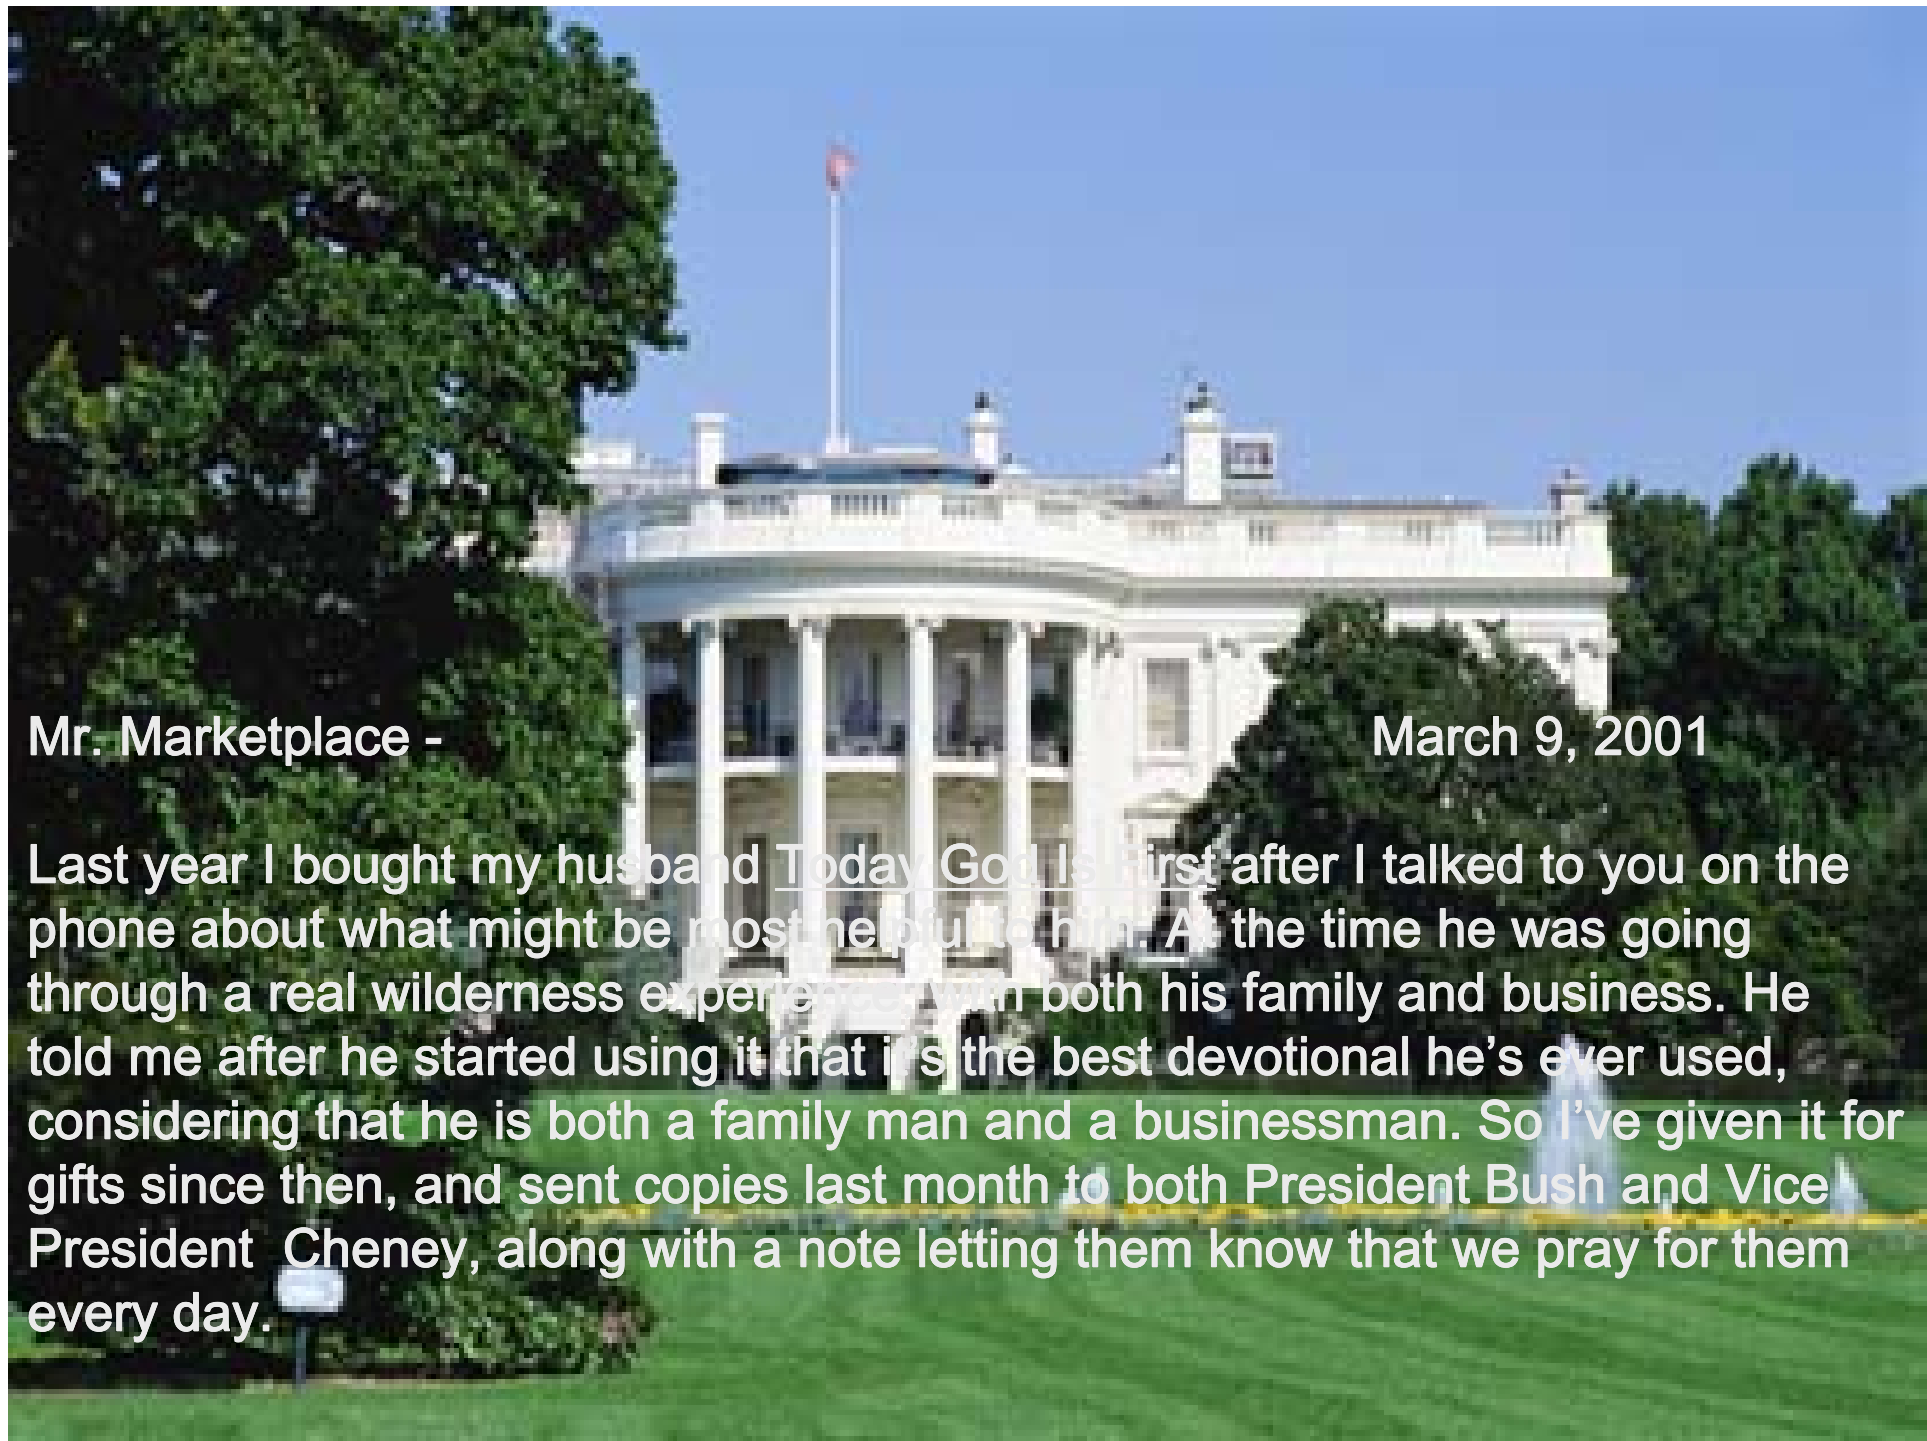 Mr. Marketplace - March 9, 2001
Last year I bought my husband Today God Is First after I talked to you on the
phone about what might be most helpful to him. At the time he was going
through a real wilderness experience, with both his family and business. He
told me after he started using it that it's the best devotional he’s ever used,
considering that he is both a family man and a businessman. So I’ve given it for
gifts since then, and sent copies last month to both President Bush and Vice
President Cheney, along with a note letting them know that we pray for them
every day.